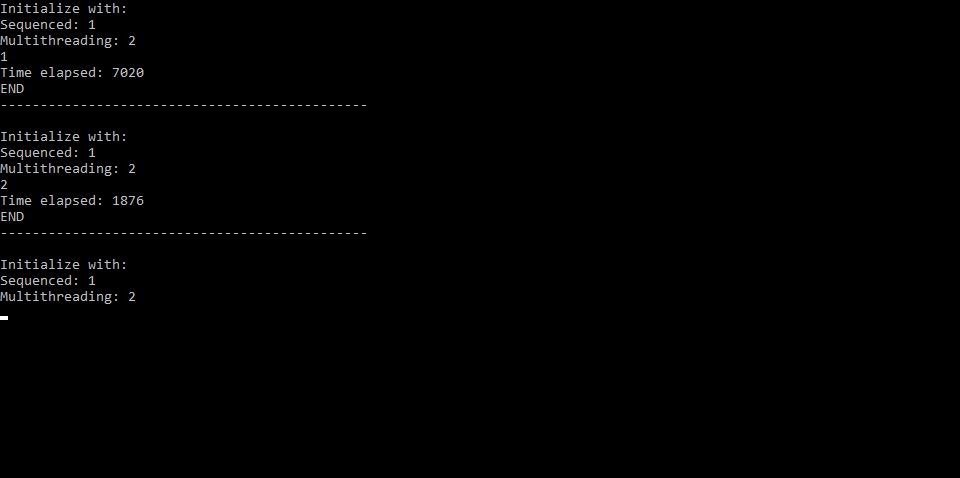 Initialize with:
Sequenced: 1
Multithreading: 2
1
Time elapsed: 7020
END
----------------------------------------------
Initialize with:
Sequenced: 1
Multithreading: 2
2
Time elapsed: 1876
END
----------------------------------------------
Initialize with:
Sequenced: 1
Multithreading: 2